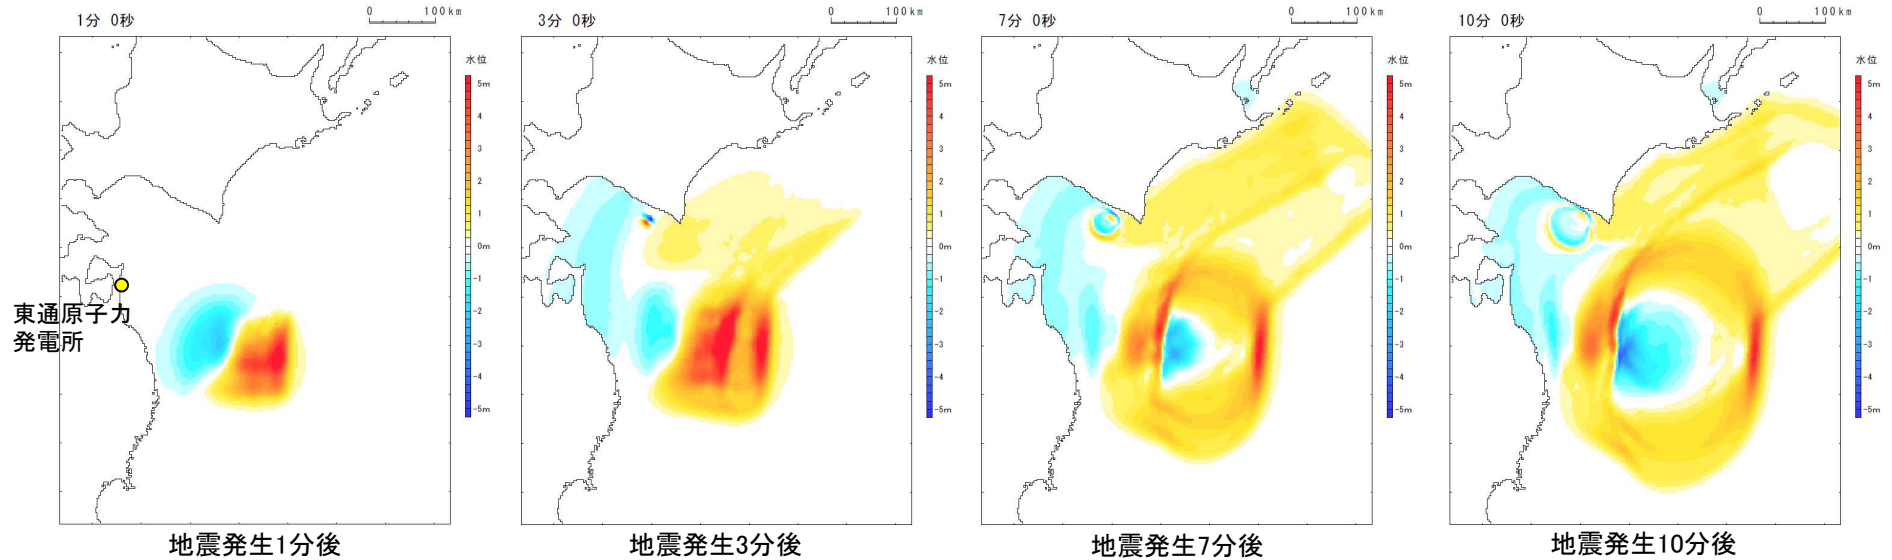 1分 0秒
0 100km
水位
5m
4
3
2
1
0m
-1
-2
-3
-4
-5m
東通原子力
発電所
地震発生1分後
3分 0秒
0 100km
水位
5m
4
3
2
1
0m
-1
-2
-3
-4
-5m
地震発生3分後
7分 0秒
0 100km
水位
5m
4
3
2
1
0m
-1
-2
-3
-4
-5m
地震発生7分後
10分 0秒
0 100km
水位
5m
4
3
2
1
0m
-1
-2
-3
-4
-5m
地震発生10分後